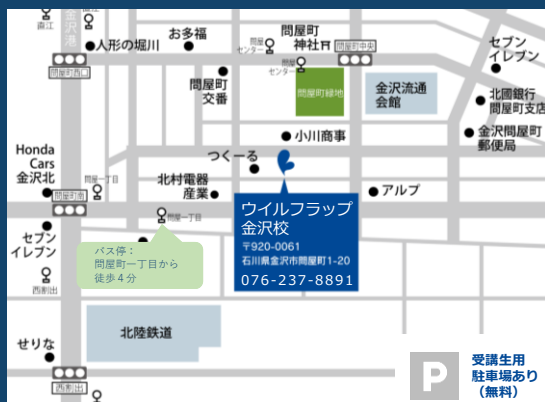 直江
直江
金沢港
人形の堀川
お多福
問屋
センター
問屋町
神社
問屋町中央
問屋
センター
セブン
イレブン
問屋町西口
問屋町
交番
問屋町緑地
金沢流通
会館
北國銀行
問屋町支店
金沢問屋町
郵便局
小川商事
つくーる
Honda
Cars
金沢北
問屋一丁目
問屋町南
北村電器
産業
アルプ
問屋一丁目
ウイルフラップ
金沢校
〒920-0061
石川県金沢市問屋町1-20
076-237-8891
セブン
イレブン
バス停：
問屋町一丁目から
徒歩４分
西割出
北陸鉄道
せりな
西割出
P
受講生用
駐車場あり
（無料）